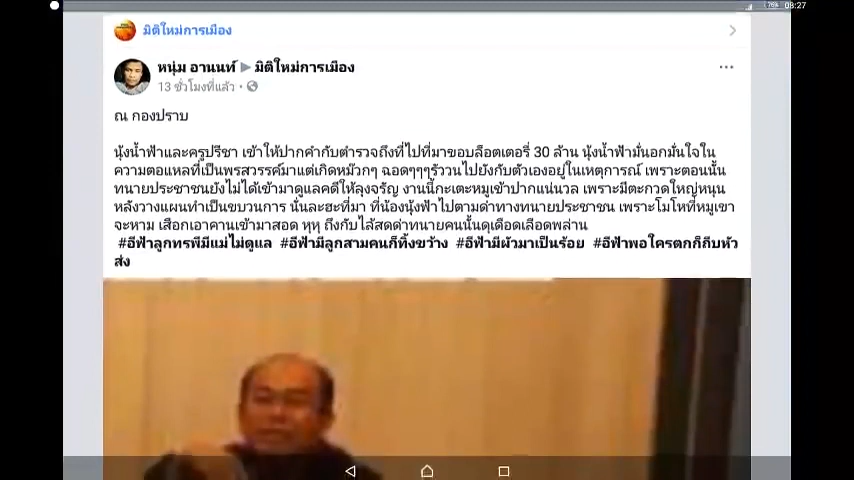 76% 08:27
มิติใหม่การเมือง
หนุ่ม อานนท์ ▶ มิติใหม่การเมือง
13 ชั่วโมงที่แล้ว ·
ณ กองปราบ
นุ้งน้ำฟ้าและครูปรีชา เข้าให้ปากคำกับตำรวจถึงที่ไปที่มาขอบล็อตเตอรี่ 30 ล้าน นุ้งน้ำฟ้ามั่นอกมั่นใจใน
ความตอแหลที่เป็นพรสวรรค์มาแต่เกิดหม๊วกๆ ฉอดๆๆๆรัววนไปยังกับตัวเองอยู่ในเหตุการณ์ เพราะตอนนั้น
ทนายประชาชนยังไม่ได้เข้ามาดูแลคดีให้ลุงจรัญ งานนี้กะเตะหมูเข้าปากแน่นวล เพราะมีตะกวดใหญ่หนุน
หลังวางแผนทำเป็นขบวนการ นั่นละฮะที่มา ที่น้องนุ้งฟ้าไปตามด่าทางทนายประชาชน เพราะโมโหที่หมูเขา
จะหาม เสือกเอาคานเข้ามาสอด หุหุ ถึงกับไล้สดด่าทนายคนนั้นดุเดือดเลือดพล่าน
#อีฟ้าลูกทรพีมีแม่ไม่ดูแล #อีฟ้ามีลูกสามคนก็ทิ้งขว้าง #อีฟ้ามีผัวมาเป็นร้อย #อีฟ้าพอใครตกก็ถีบหัว
ส่ง